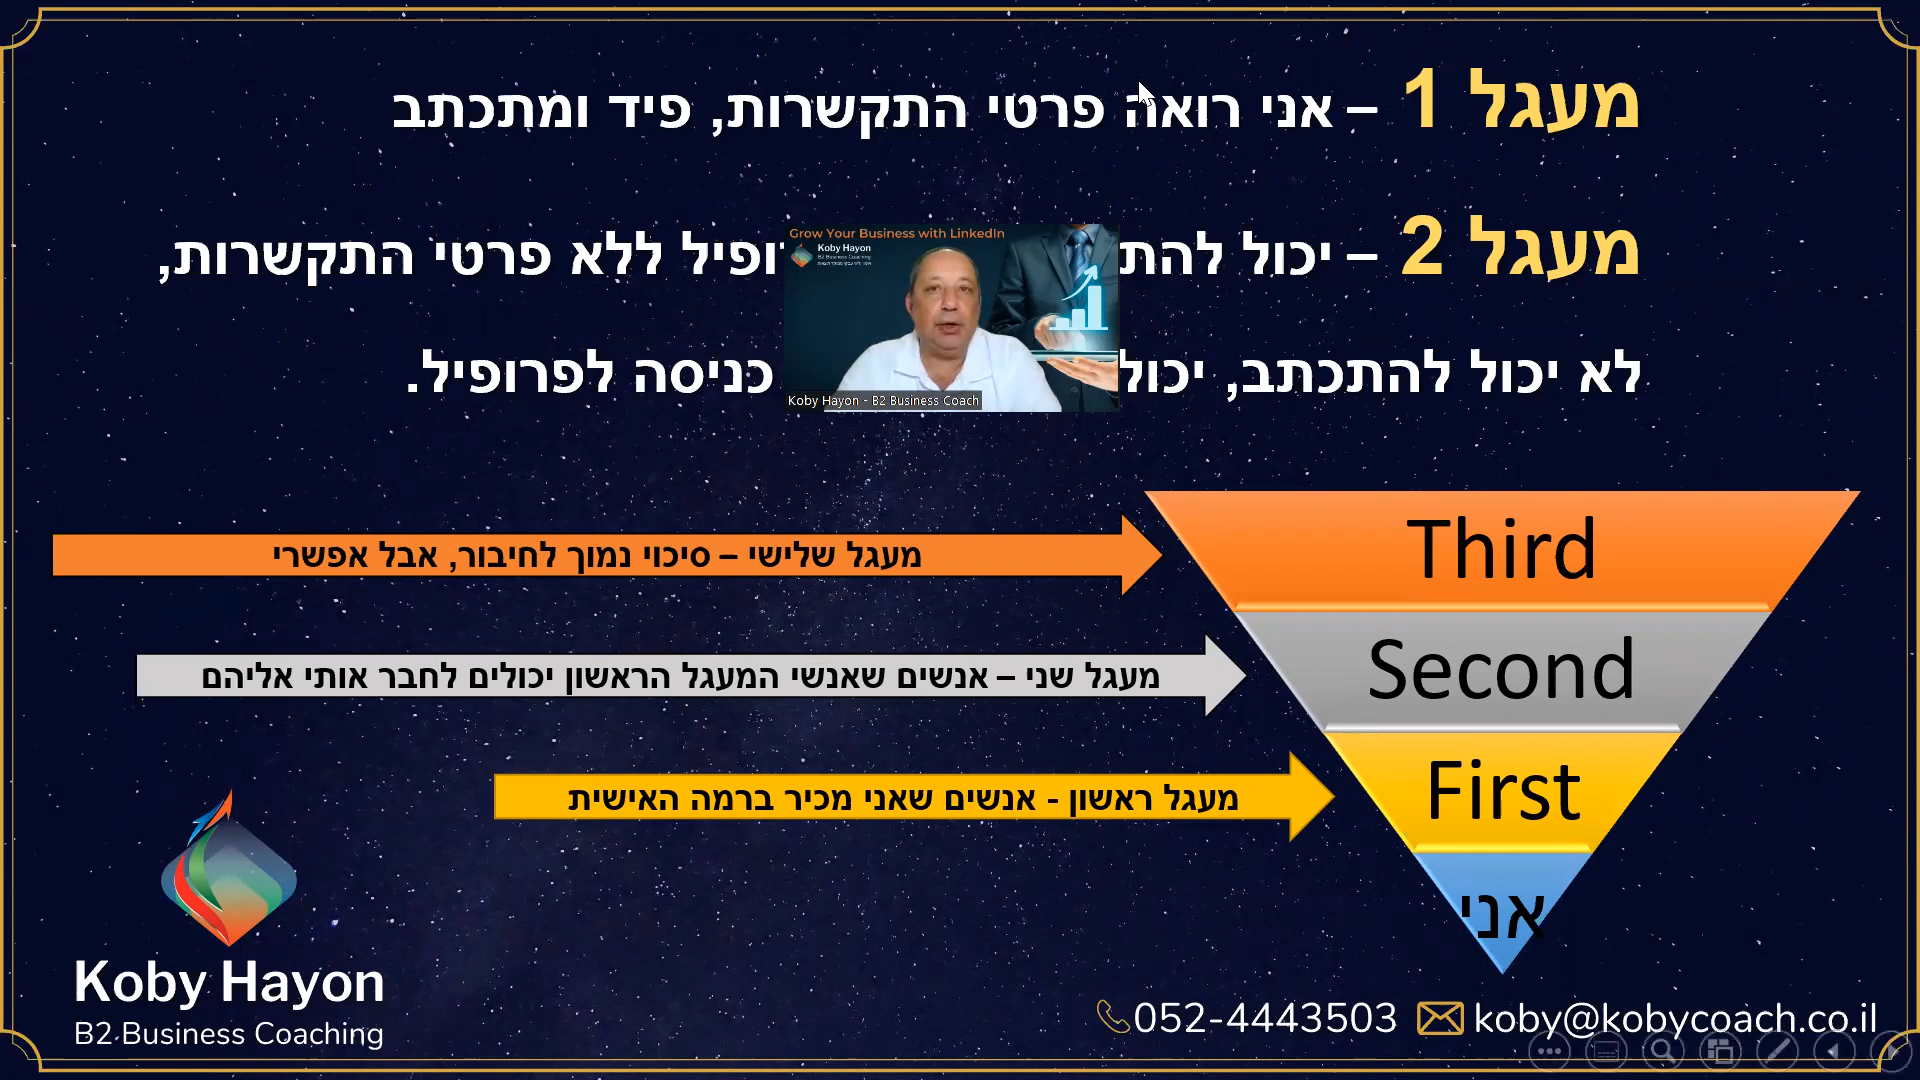 מעגל 1 – אני רואה פרטי התקשרות, פיד ומתכתב
מעגל 2 – יכול ללא פרטי התקשרות,
לא יכול להתכתב, כניסה לפרופיל.
Grow Your Business with LinkedIn
Koby Hayon
B2 Business Coaching
Koby Hayon - B2 Business Coach
Third
מעגל שלישי – סיכוי נמוך לחיבור, אבל אפשרי
Second
מעגל שני – אנשים שאנשי המעגל הראשון יכולים לחבר אותי אליהם
First
מעגל ראשון - אנשים שאני מכיר ברמה האישית
אני
Koby Hayon
B2 Business Coaching
052-4443503 koby@kobycoach.co.il